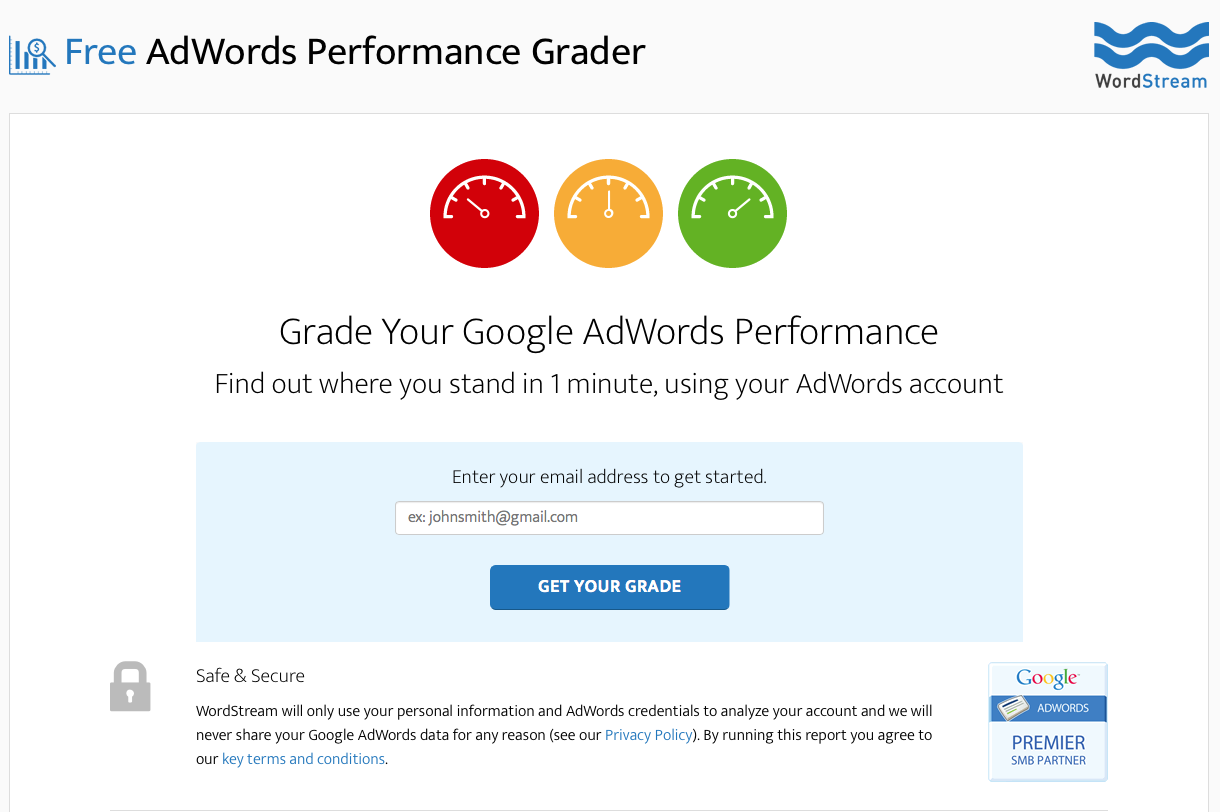 Free AdWords Performance Grader
WordStream
Grade Your Google AdWords Performance
Find out where you stand in 1 minute, using your AdWords account
Enter your email address to get started.
ex: johnsmith@gmail.com
GET YOUR GRADE
Safe & Secure
WordStream will only use your personal information and AdWords credentials to analyze your account and we will
never share your Google AdWords data for any reason (see our Privacy Policy). By running this report you agree to
our key terms and conditions.
Google
ADWORDS
PREMIER
SMB PARTNER